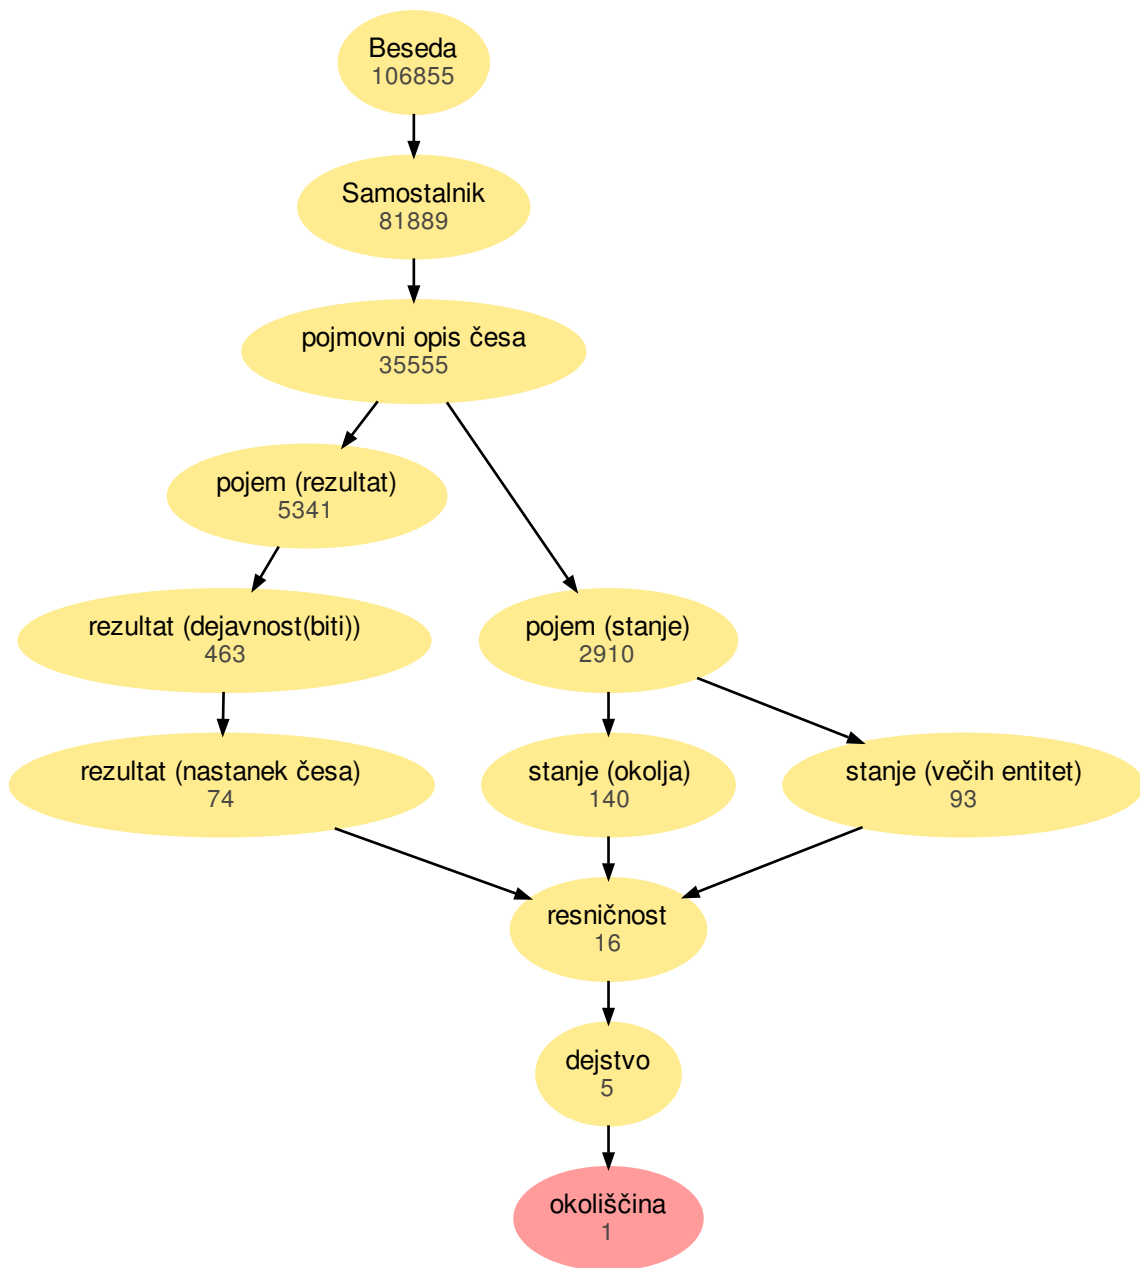 Beseda
106855
Samostalnik
81889
pojmovni opis česa
35555
pojem (rezultat)
5341
rezultat (dejavnost(biti))
463
pojem (stanje)
2910
rezultat (nastanek česa)
74
stanje (okolja)
140
stanje (večih entitet)
93
resničnost
16
dejstvo
5
okoliščina
1